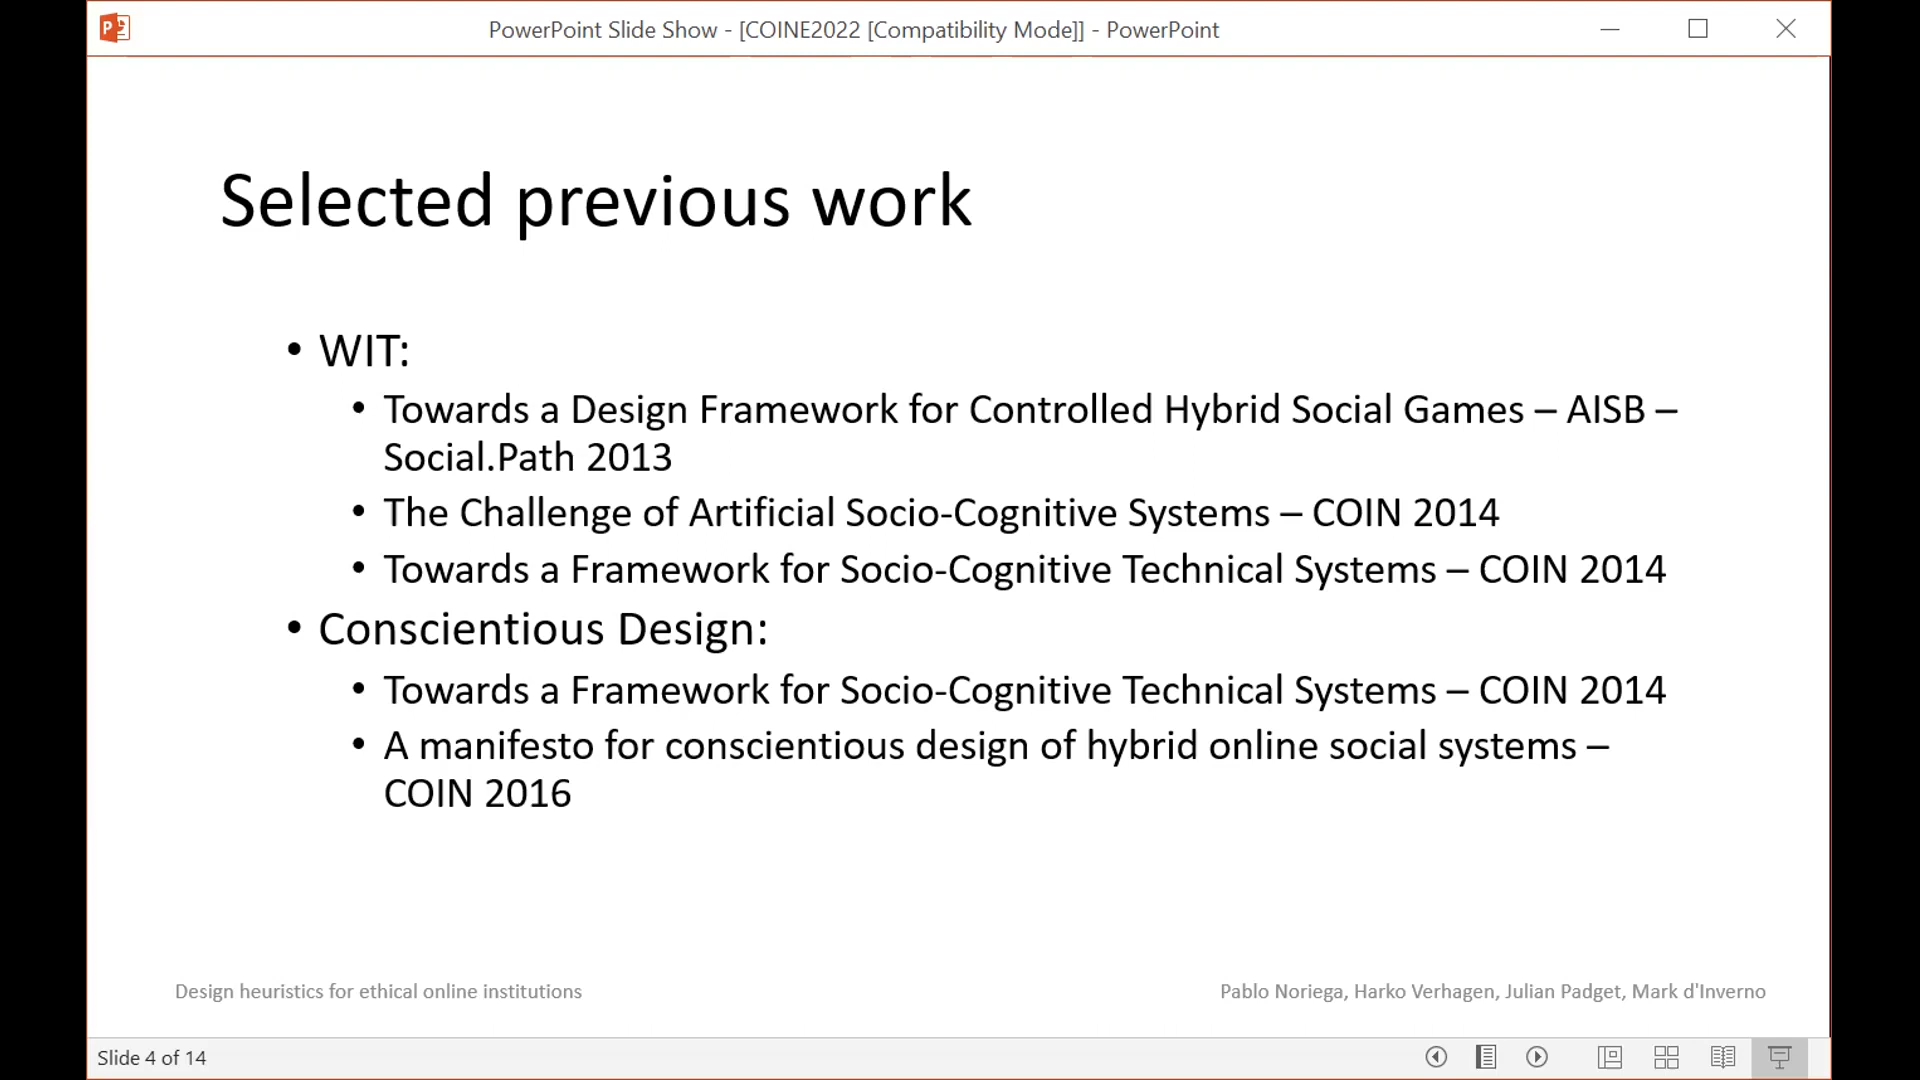 PowerPoint Slide Show - [COINE2022 [Compatibility Mode]] - PowerPoint
Selected previous work
• WIT:
• Towards a Design Framework for Controlled Hybrid Social Games – AISB –
Social.Path 2013
• The Challenge of Artificial Socio-Cognitive Systems – COIN 2014
• Towards a Framework for Socio-Cognitive Technical Systems – COIN 2014
• Conscientious Design:
• Towards a Framework for Socio-Cognitive Technical Systems – COIN 2014
• A manifesto for conscientious design of hybrid online social systems –
COIN 2016
Design heuristics for ethical online institutions
Pablo Noriega, Harko Verhagen, Julian Padget, Mark d'Inverno
Slide 4 of 14